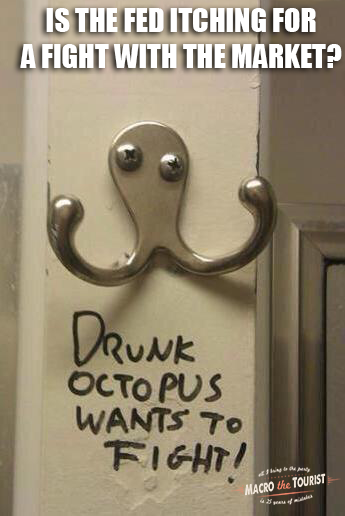 IS THE FED ITCHING FOR
A FIGHT WITH THE MARKET?
DRUNK
OCTOPUS
WANTS TO
FIGHT!
all I bring to the party
MACRO the TOURIST
is 25 years of mistakes